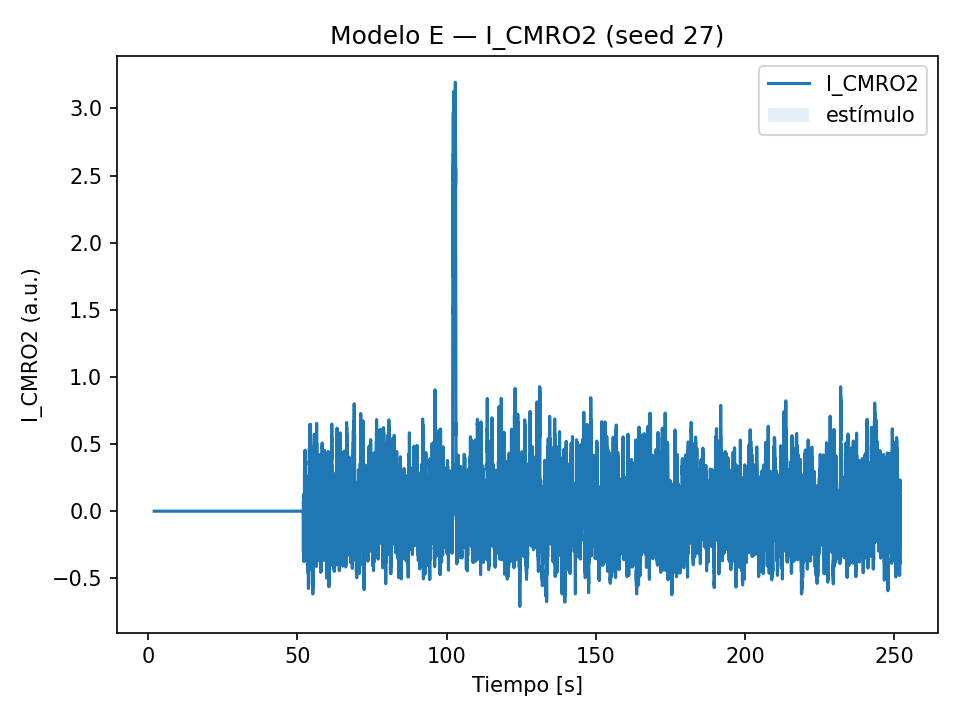 Modelo E — I_CMRO2 (seed 27)
I_CMRO2
estímulo
3.0
2.5
2.0
1.5
1.0
0.5
0.0
−0.5
I_CMRO2 (a.u.)
0 50 100 150 200 250
Tiempo [s]